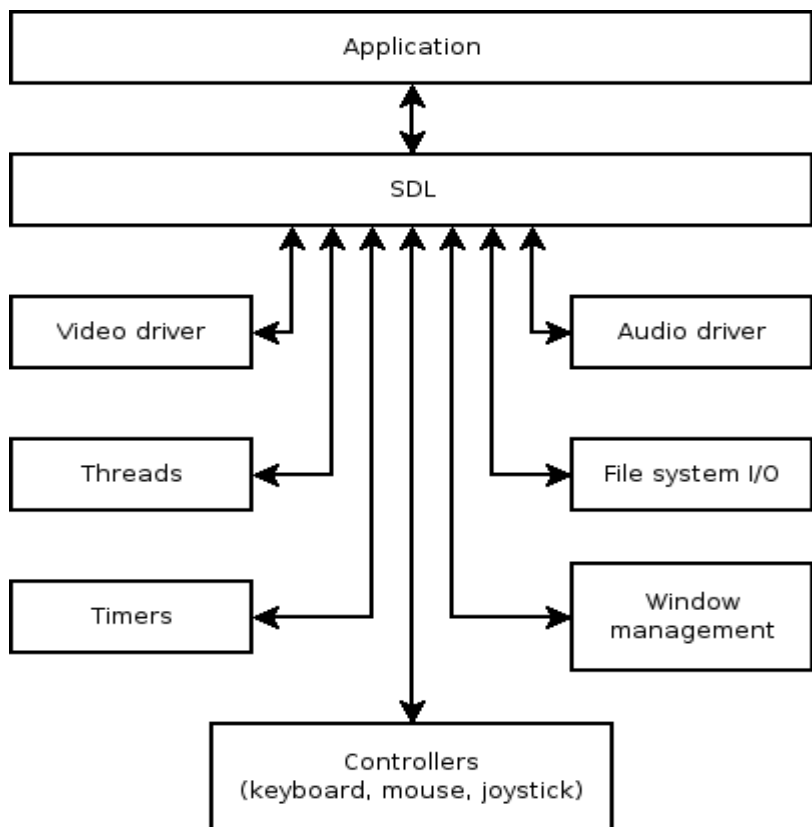 Application
SDL
Video driver
Audio driver
Threads
File system I/O
Timers
Window
management
Controllers
(keyboard, mouse, joystick)